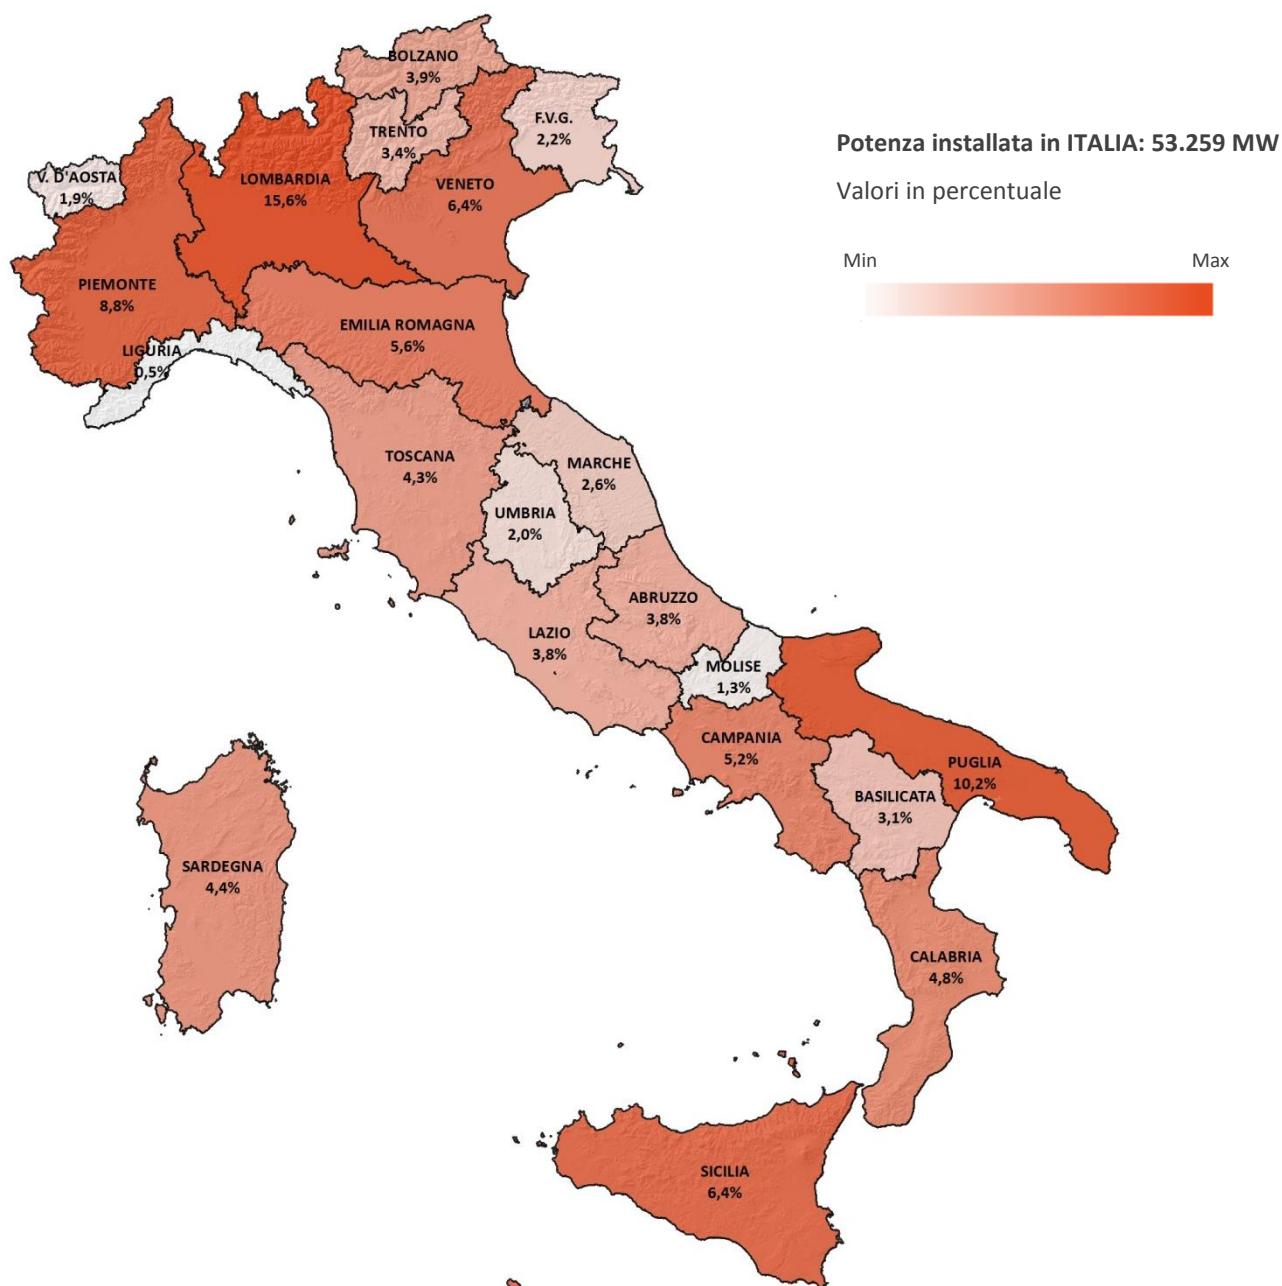 BOLZANO
3,9%
F.V.G.
2,2%
TRENTO
3,4%
Potenza installata in ITALIA: 53.259 MW
Valori in percentuale
Min Max
V. D'AOSTA
1,9%
LOMBARDIA
15,6%
VENETO
6,4%
PIEMONTE
8,8%
EMILIA ROMAGNA
5,6%
LIGURIA
0,5%
TOSCANA
4,3%
MARCHE
2,6%
UMBRIA
2,0%
ABRUZZO
3,8%
LAZIO
3,8%
MOLISE
1,3%
CAMPANIA
5,2%
PUGLIA
10,2%
BASILICATA
3,1%
SARDEGNA
4,4%
CALABRIA
4,8%
SICILIA
6,4%